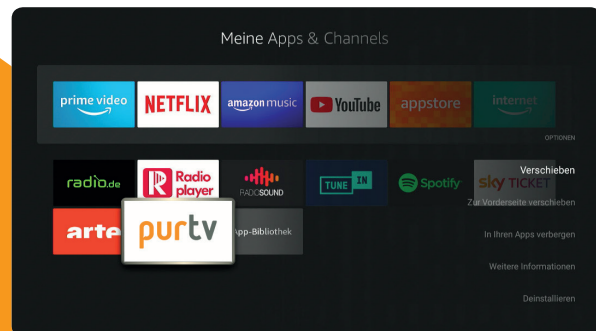 Meine Apps & Channels
prime video NETFLIX amazon music YouTube appstore internet
OPTIONEN
radio.de Radio player RADIOSOUND TUNE IN Spotify sky TICKET
Verschieben
Zur Vorderseite verschieben
arte purtv App-Bibliothek
In Ihren Apps verbergen
Weitere Informationen
Deinstallieren